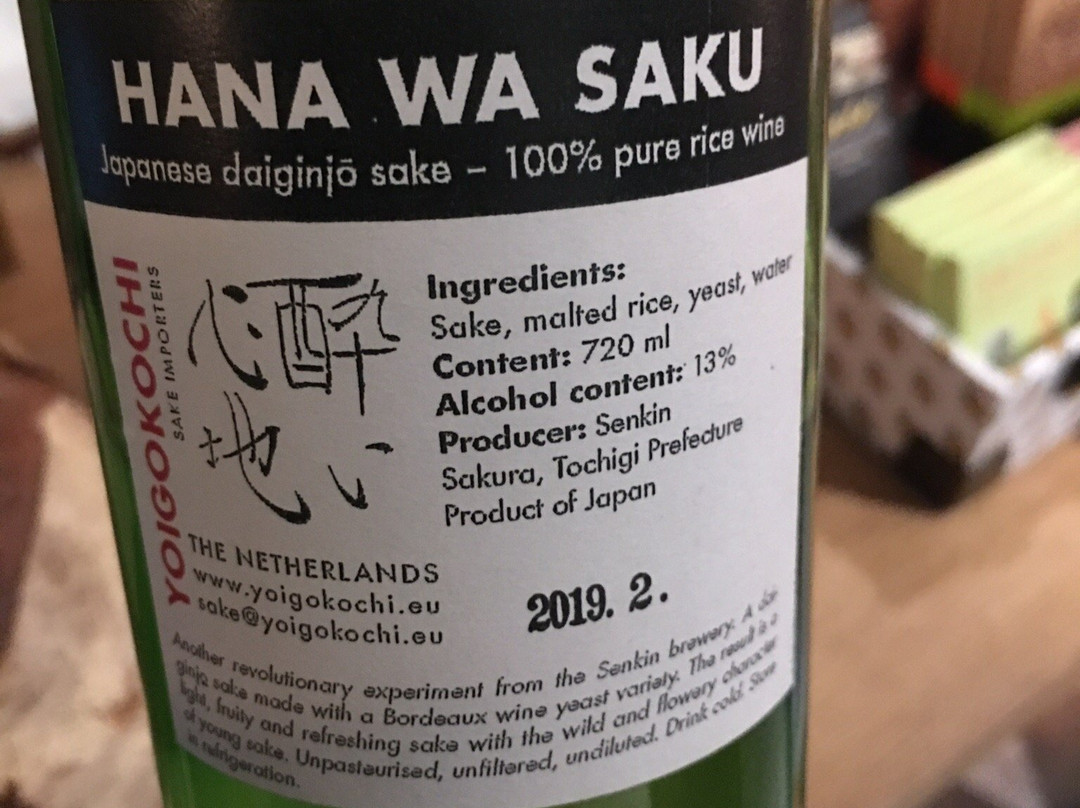 HANA WA SAKU
Japanese daiginjō sake – 100% pure rice wine
YOIGOKOCHI
SAKE IMPORTERS
酔い
心地
Ingredients:
Sake, malted rice, yeast, water
Content: 720 ml
Alcohol content: 13%
Producer: Senkin
Sakura, Tochigi Prefecture
Product of Japan
THE NETHERLANDS
www.yoigokochi.eu
sake@yoigokochi.eu
2019. 2.
Another revolutionary experiment from the Senkin brewery. A dai-
ginjo sake made with a Bordeaux wine yeast variety. The result is a
light, fruity and refreshing sake with the wild and flowery character
of young sake. Unpasteurised, unfiltered, undiluted. Drink cold. Store
in refrigeration.